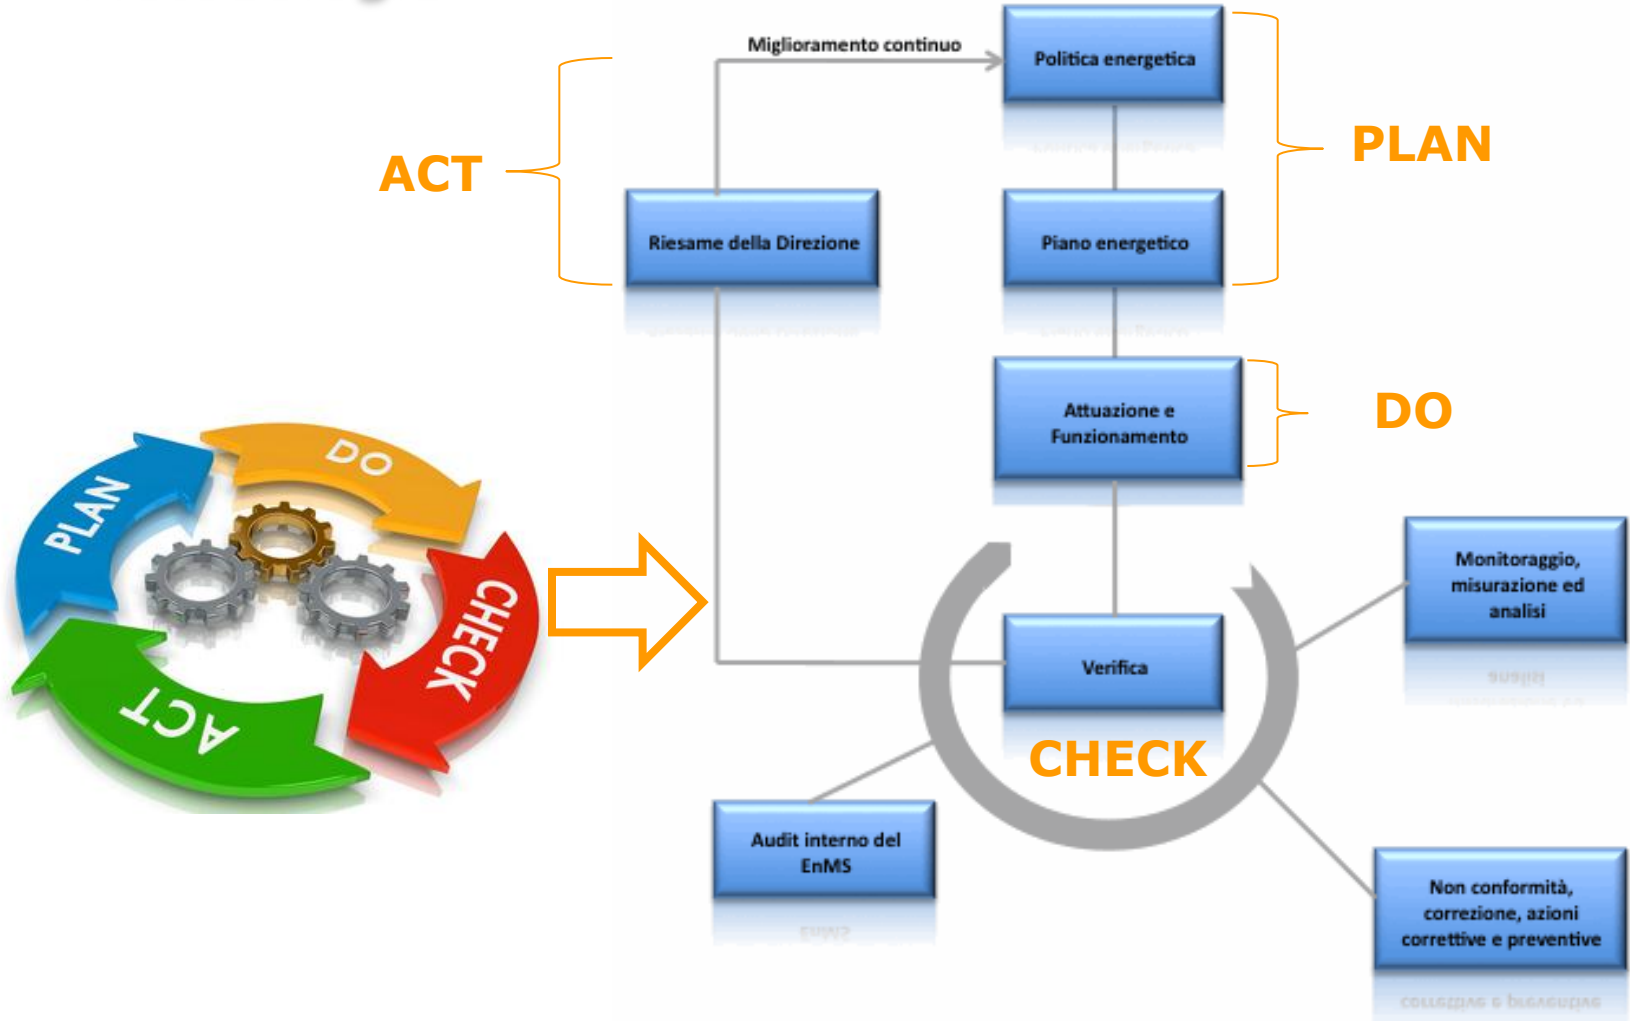 Miglioramento continuo
Politica energetica
PLAN
ACT
Riesame della Direzione
Piano energetico
Attuazione e
Funzionamento
DO
DO
PLAN
CHECK
ACT
Monitoraggio,
misurazione ed
analisi
Verifica
CHECK
Audit interno del
EnMS
Non conformità,
correzione, azioni
correttive e preventive